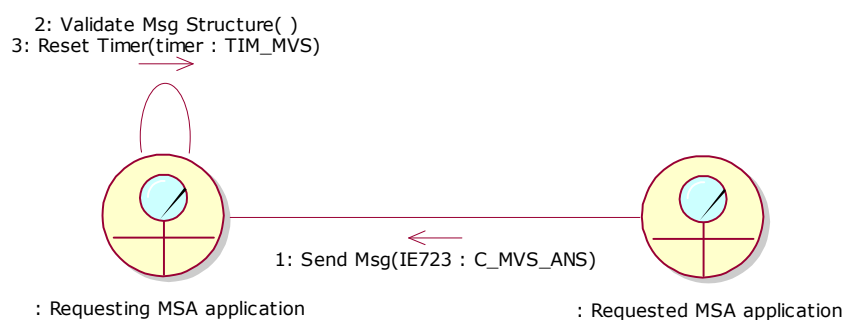 2: Validate Msg Structure( )
3: Reset Timer(timer : TIM_MVS)
1: Send Msg(IE723 : C_MVS_ANS)
: Requesting MSA application
: Requested MSA application